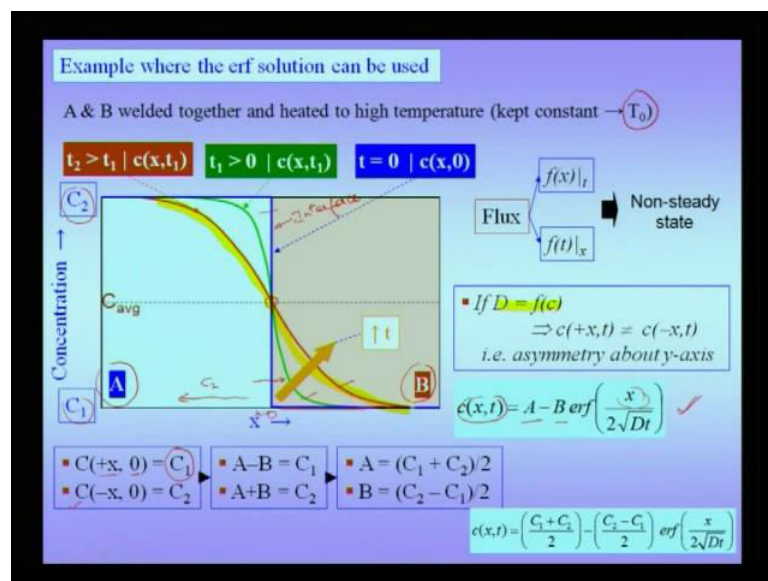 Example where the erf solution can be used
A & B welded together and heated to high temperature (kept constant → T₀)
t₂ > t₁ | c(x,t₁)
t₁ > 0 | c(x,t₁)
t = 0 | c(x,0)
f(x)|ₜ
C₂
Interface
Flux
Non-steady
state
f(t)|ₓ
Concentration →
C_avg
▪ If D = f(c)
⇒ c(+x,t) ≠ c(−x,t)
↑ t
i.e. asymmetry about y-axis
A
C₂
B
C₁
x →
c(x,t) = A − B erf(x / 2√Dt)
▪ C(+x, 0) = C₁
▪ C(−x, 0) = C₂
▪ A−B = C₁
▪ A+B = C₂
▪ A = (C₁ + C₂)/2
▪ B = (C₂ − C₁)/2
c(x,t) = ((C₁ + C₂)/2) − ((C₂ − C₁)/2) erf(x / 2√Dt)